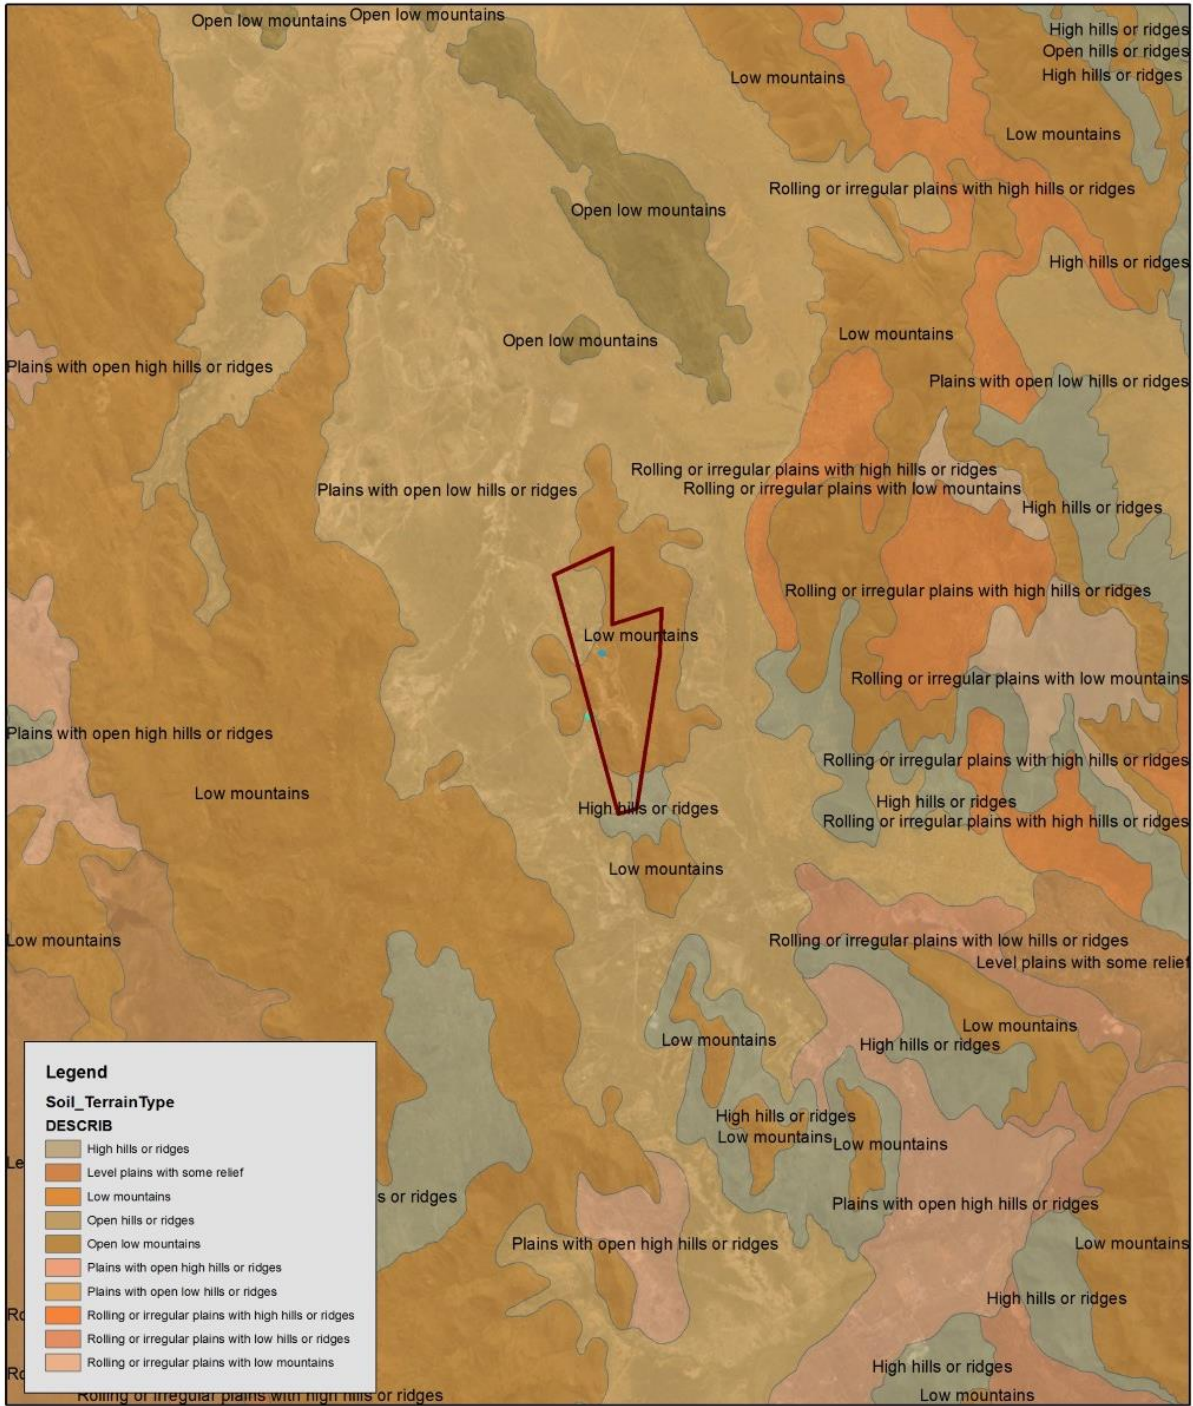 Open low mountains
Open low mountains
High hills or ridges
Open hills or ridges
High hills or ridges
Low mountains
Low mountains
Rolling or irregular plains with high hills or ridges
Open low mountains
High hills or ridges
Low mountains
Open low mountains
Plains with open high hills or ridges
Plains with open low hills or ridges
Rolling or irregular plains with high hills or ridges
Rolling or irregular plains with low mountains
Plains with open low hills or ridges
High hills or ridges
Rolling or irregular plains with high hills or ridges
Low mountains
Rolling or irregular plains with low mountains
Plains with open high hills or ridges
Rolling or irregular plains with high hills or ridges
Low mountains
High hills or ridges
High hills or ridges
Rolling or irregular plains with high hills or ridges
Low mountains
Low mountains
Rolling or irregular plains with low hills or ridges
Level plains with some relief
Low mountains
Low mountains
High hills or ridges
High hills or ridges
Low mountains
Low mountains
Le
s or ridges
Plains with open high hills or ridges
Plains with open high hills or ridges
Low mountains
High hills or ridges
Ro
High hills or ridges
Ro
Rolling or irregular plains with high hills or ridges
Low mountains
Legend
Soil_TerrainType
DESCRIB
High hills or ridges
Level plains with some relief
Low mountains
Open hills or ridges
Open low mountains
Plains with open high hills or ridges
Plains with open low hills or ridges
Rolling or irregular plains with high hills or ridges
Rolling or irregular plains with low hills or ridges
Rolling or irregular plains with low mountains